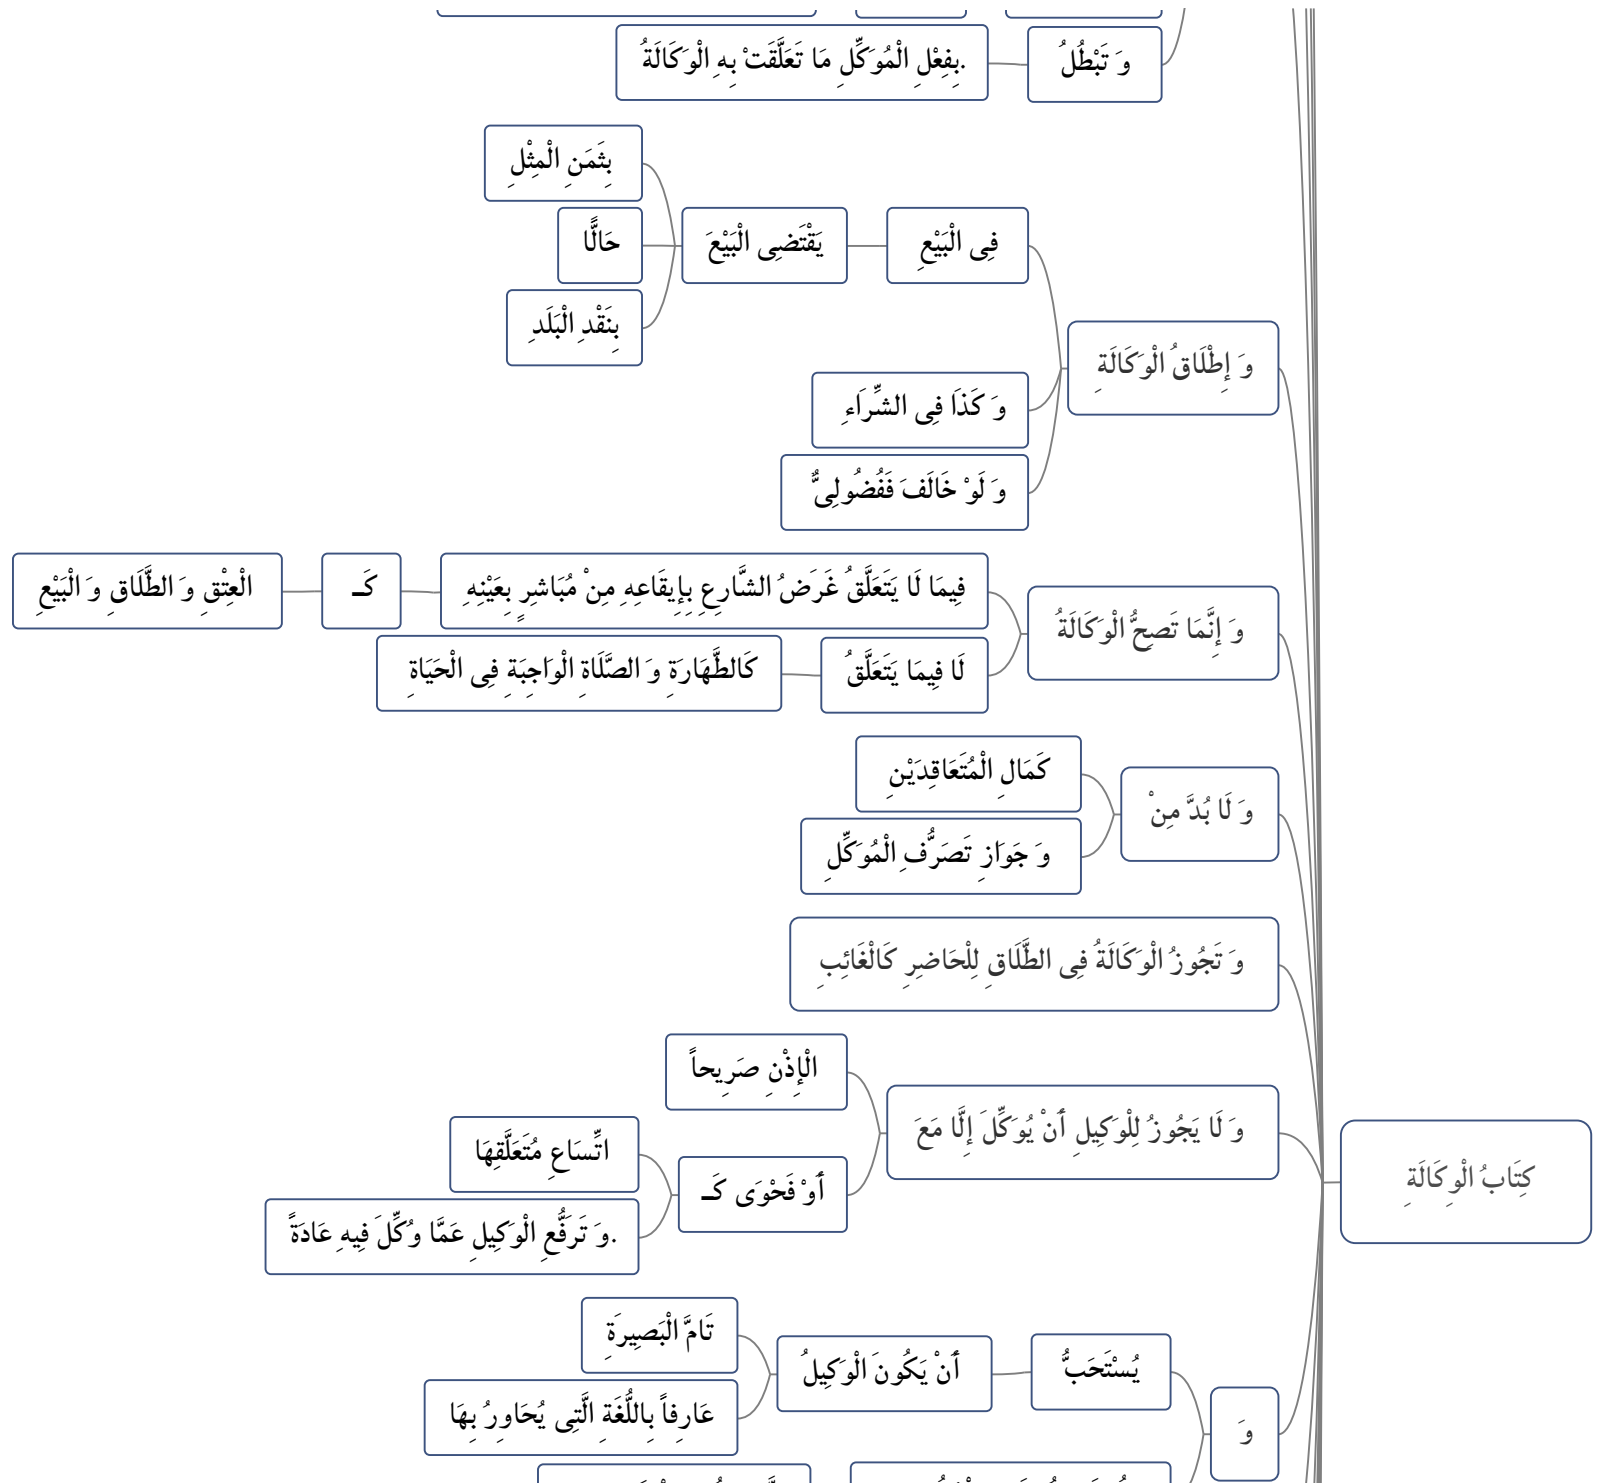 وَ تَبْطُلُ
بِفِعْلِ الْمُوَكِّلِ مَا تَعَلَّقَتْ بِهِ الْوَكَالَةُ.
وَ إِطْلَاقُ الْوَكَالَةِ
فِى الْبَيْعِ
يَقْتَضِى الْبَيْعَ
بِثَمَنِ الْمِثْلِ
حَالًّا
بِنَقْدِ الْبَلَدِ
وَ كَذَا فِى الشِّرَاءِ
وَ لَوْ خَالَفَ فَفُضُولِىٌّ
وَ إِنَّمَا تَصِحُّ الْوَكَالَةُ
فِيمَا لَا يَتَعَلَّقُ غَرَضُ الشَّارِعِ بِإِيقَاعِهِ مِنْ مُبَاشِرٍ بِعَيْنِهِ
كَـ
الْعِتْقِ وَ الطَّلَاقِ وَ الْبَيْعِ
لَا فِيمَا يَتَعَلَّقُ
كَالطَّهَارَةِ وَ الصَّلَاةِ الْوَاجِبَةِ فِى الْحَيَاةِ
وَ لَا بُدَّ مِنْ
كَمَالِ الْمُتَعَاقِدَيْنِ
وَ جَوَازِ تَصَرُّفِ الْمُوَكِّلِ
وَ تَجُوزُ الْوَكَالَةُ فِى الطَّلَاقِ لِلْحَاضِرِ كَالْغَائِبِ
كِتَابُ الْوِكَالَةِ
وَ لَا يَجُوزُ لِلْوَكِيلِ أَنْ يُوَكِّلَ إِلَّا مَعَ
الْإِذْنِ صَرِيحاً
أَوْ فَحْوَى كَـ
اتِّسَاعِ مُتَعَلَّقِهَا
وَ تَرَفُّعِ الْوَكِيلِ عَمَّا وُكِّلَ فِيهِ عَادَةً.
وَ
يُسْتَحَبُّ
أَنْ يَكُونَ الْوَكِيلُ
تَامَّ الْبَصِيرَةِ
عَارِفاً بِاللُّغَةِ الَّتِى يُحَاوِرُ بِهَا